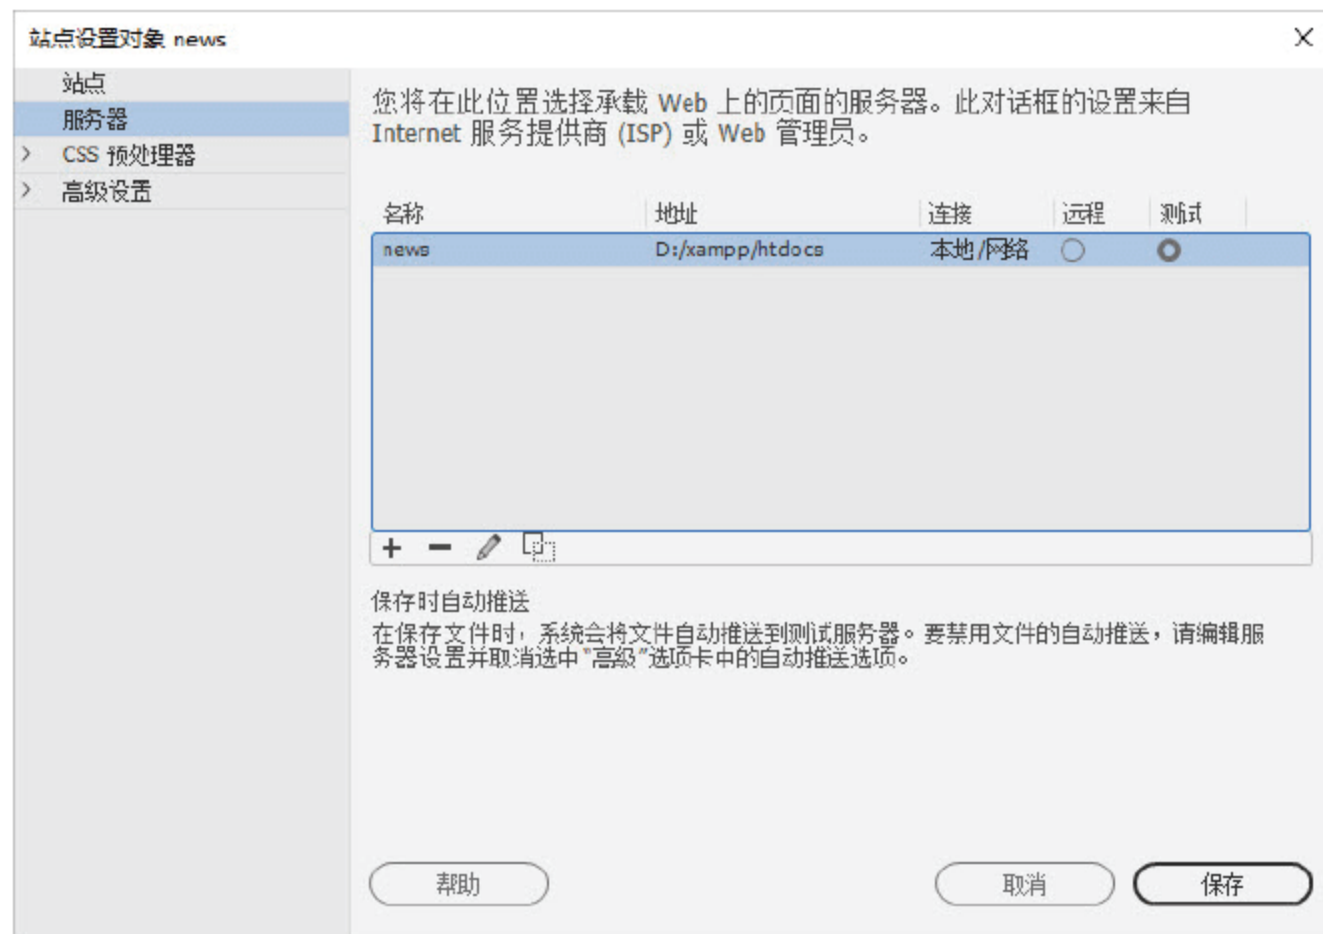 站点设置对象 news
站点
服务器
CSS 预处理器
高级设置
您将在此位置选择承载 Web 上的页面的服务器。此对话框的设置来自
Internet 服务提供商 (ISP) 或 Web 管理员。
名称 地址 连接 远程 测试
news D:/xampp/htdocs 本地/网络
保存时自动推送
在保存文件时，系统会将文件自动推送到测试服务器。要禁用文件的自动推送，请编辑服
务器设置并取消选中"高级"选项卡中的自动推送选项。
帮助 取消 保存